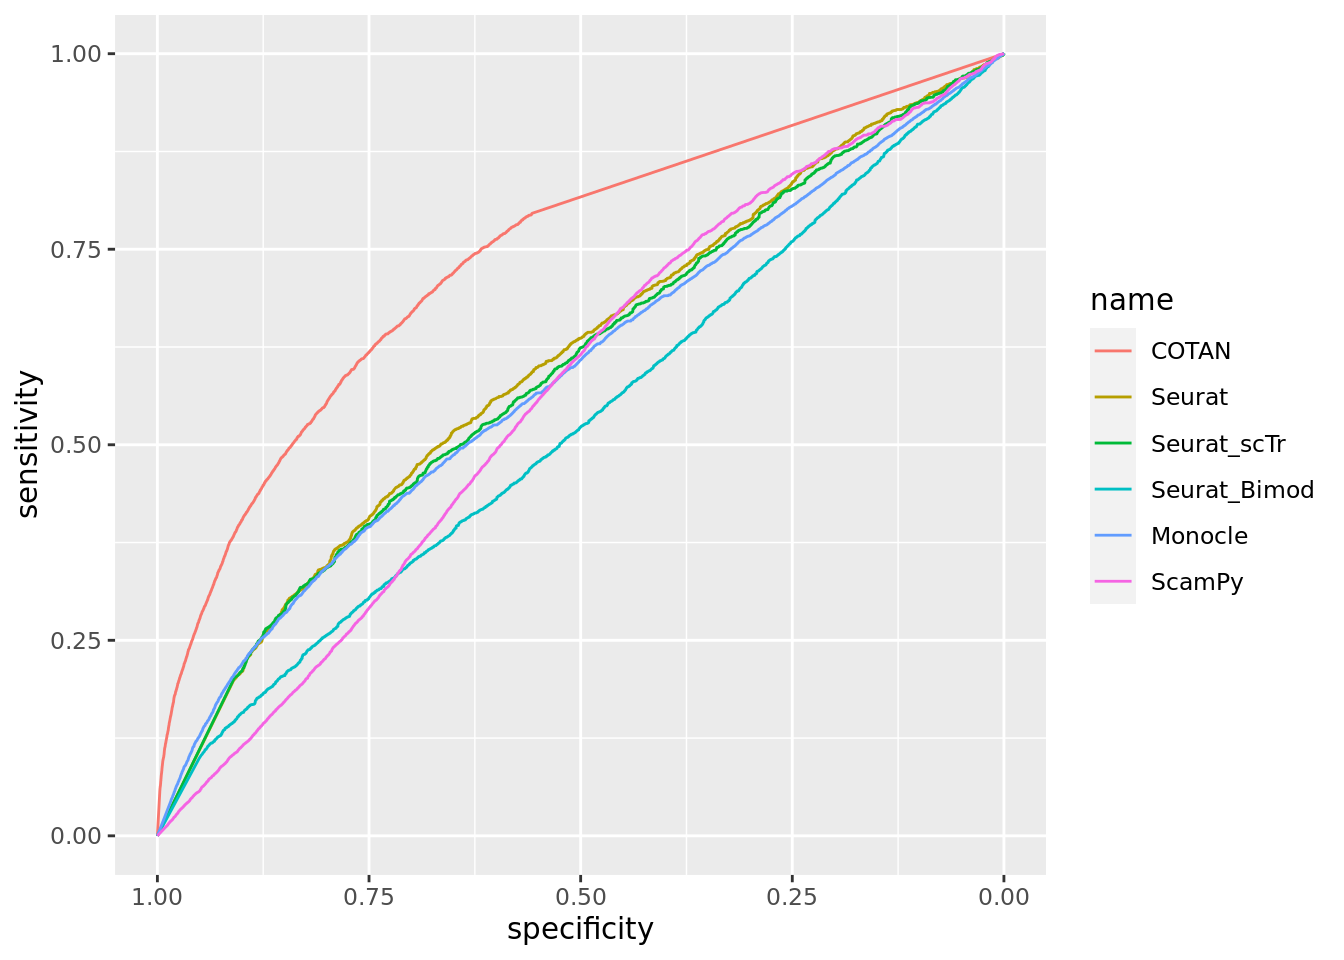 1.00
0.75
0.50
0.25
0.00
sensitivity
1.00 0.75 0.50 0.25 0.00
specificity
name
COTAN
Seurat
Seurat_scTr
Seurat_Bimod
Monocle
ScamPy